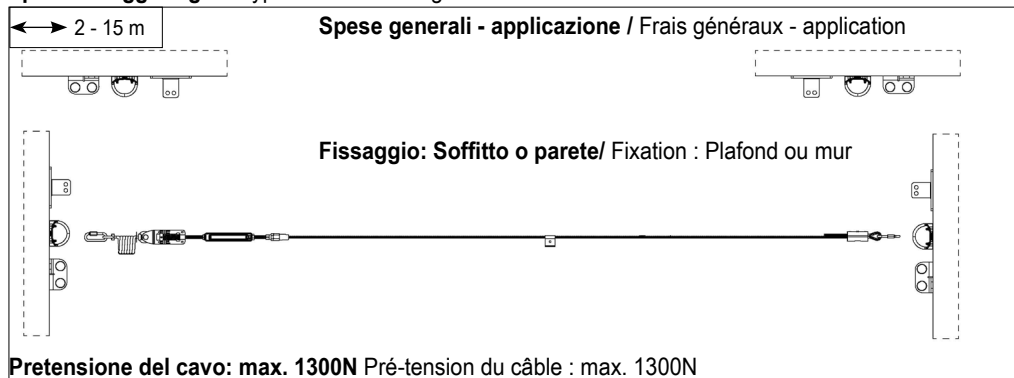 2 - 15 m
Spese generali - applicazione / Frais généraux - application
Fissaggio: Soffitto o parete/ Fixation : Plafond ou mur
Pretensione del cavo: max. 1300N Pré-tension du câble : max. 1300N